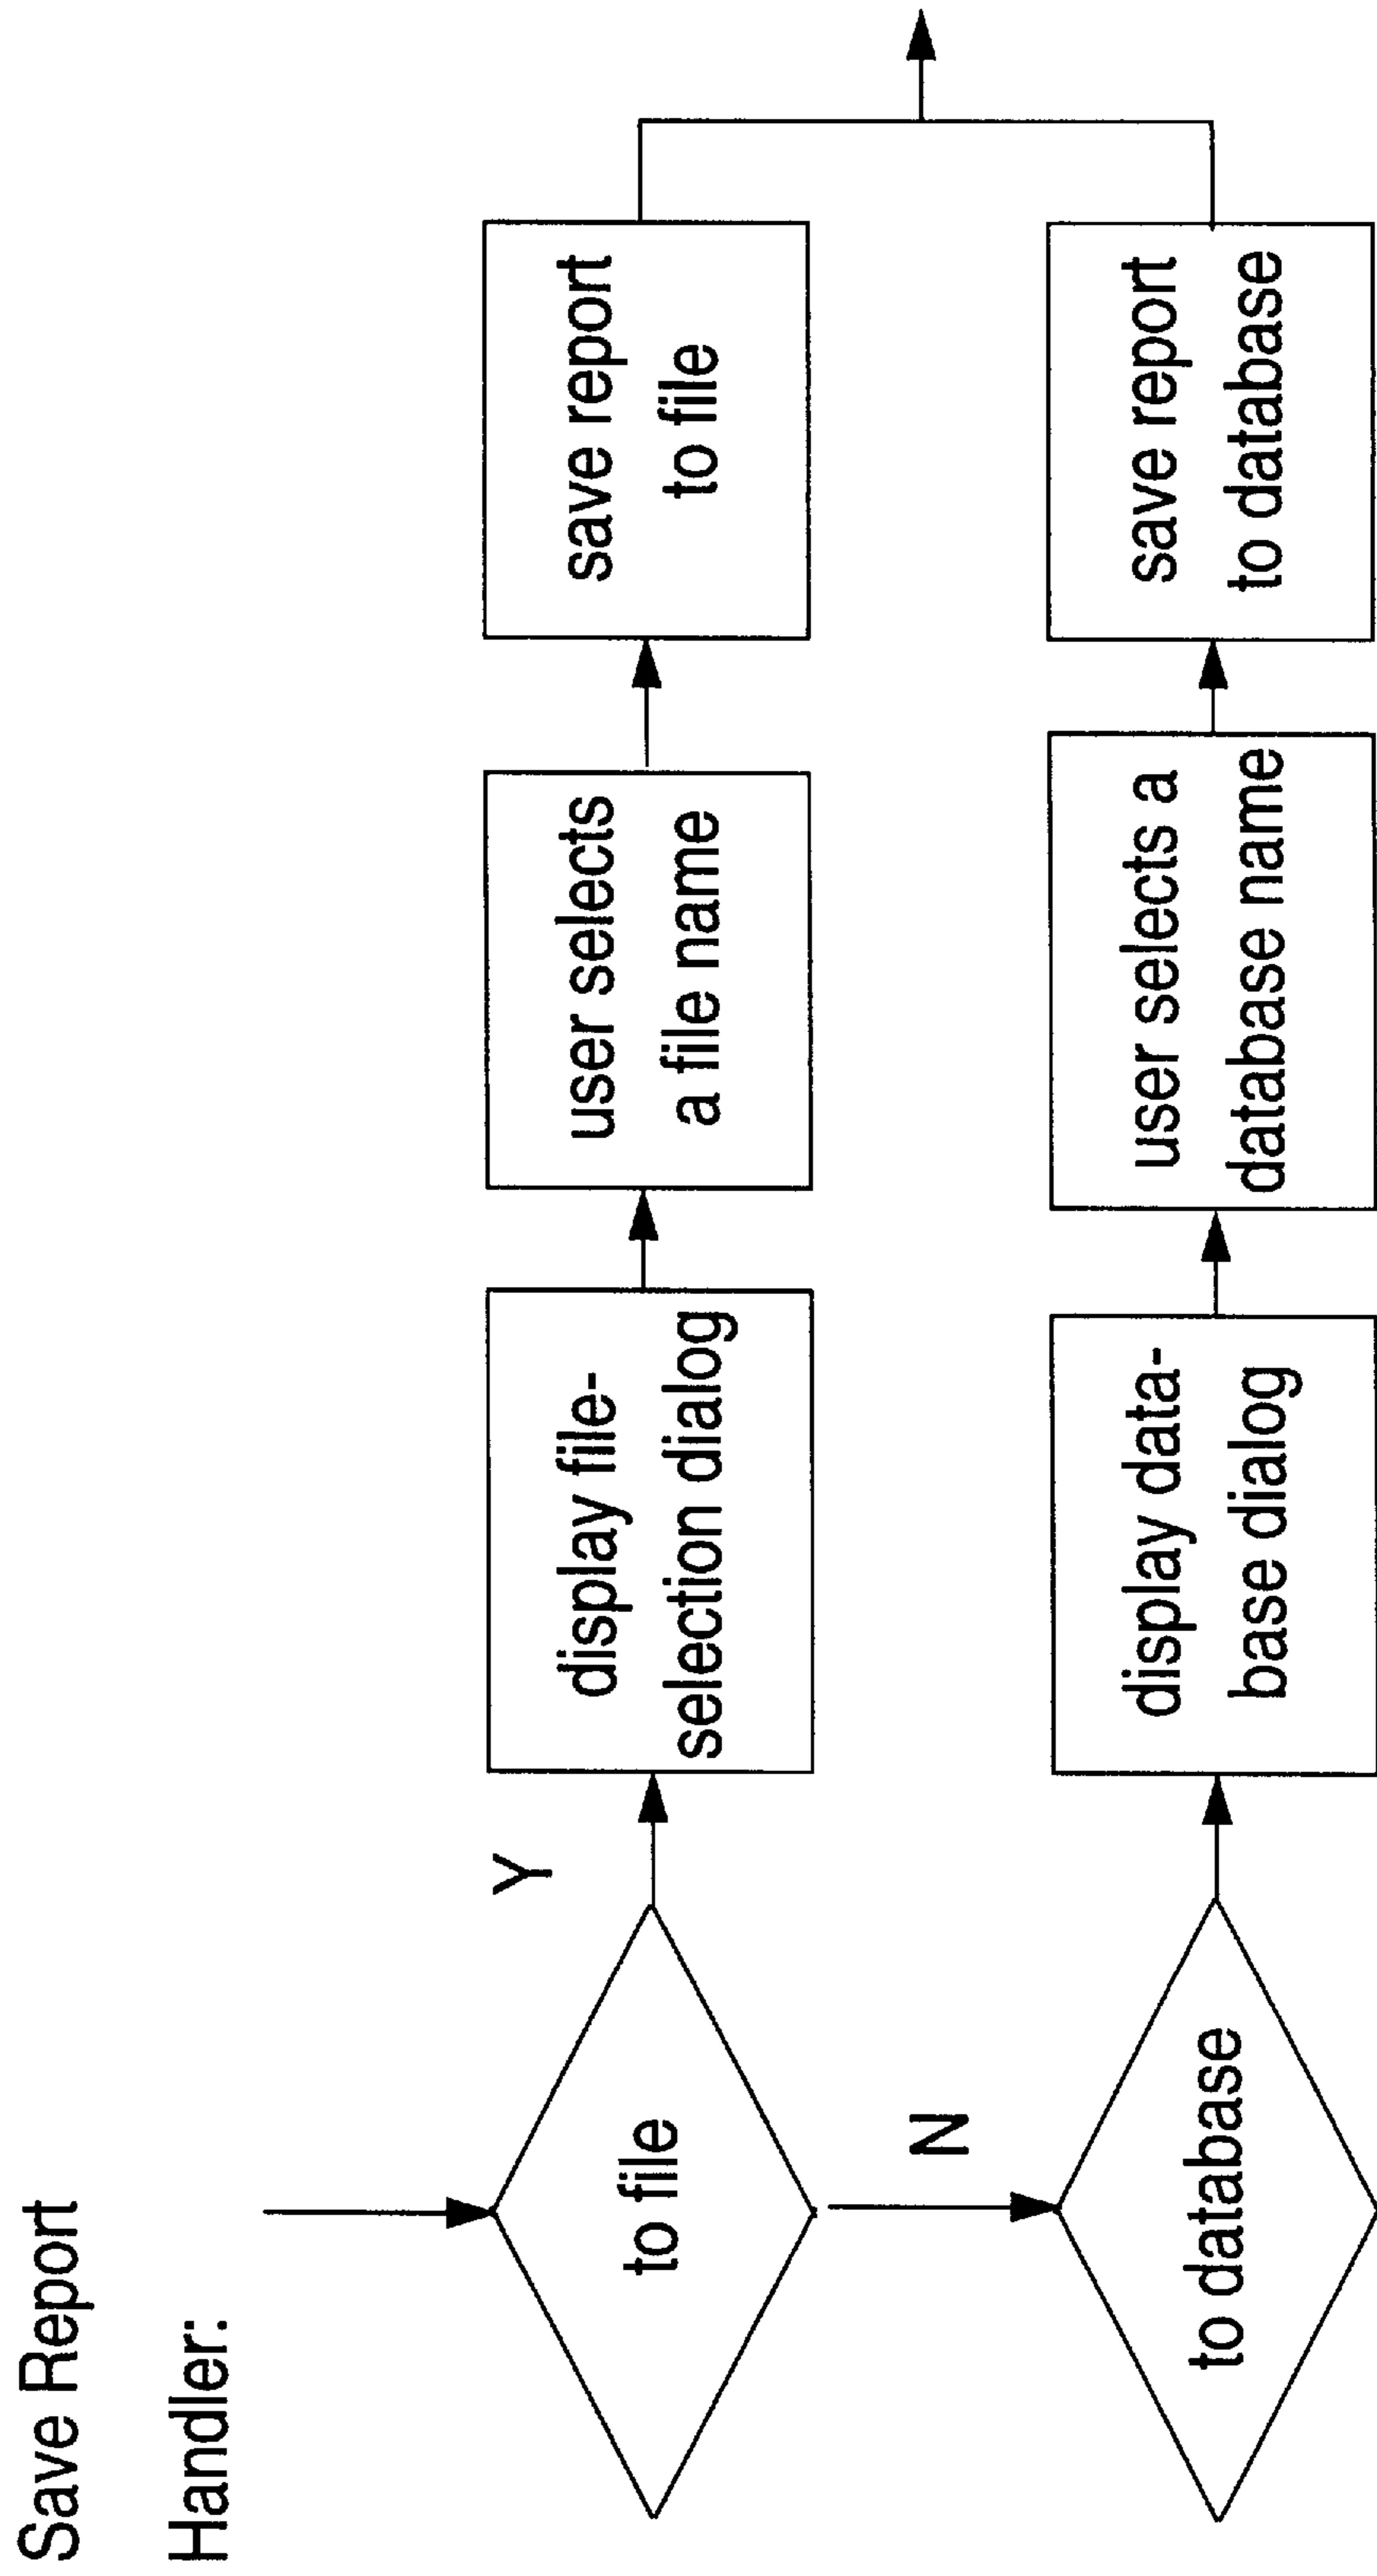 Save Report
Handler:
to file
Y
display file-
selection dialog
user selects
a file name
save report
to file
N
to database
display data-
base dialog
user selects a
database name
save report
to database